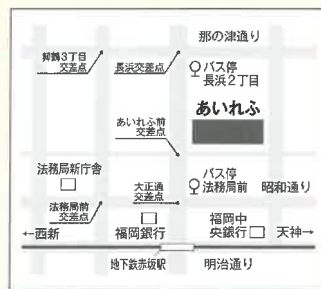 那の津通り
舞鶴3丁目
交差点
長浜交差点
バス停
長浜2丁目
あいれふ
あいれふ前
交差点
法務局新庁舎
大正通
交差点
バス停
法務局前
昭和通り
法務局前
交差点
福岡銀行
福岡中
央銀行
←西新
天神→
地下鉄赤坂駅
明治通り